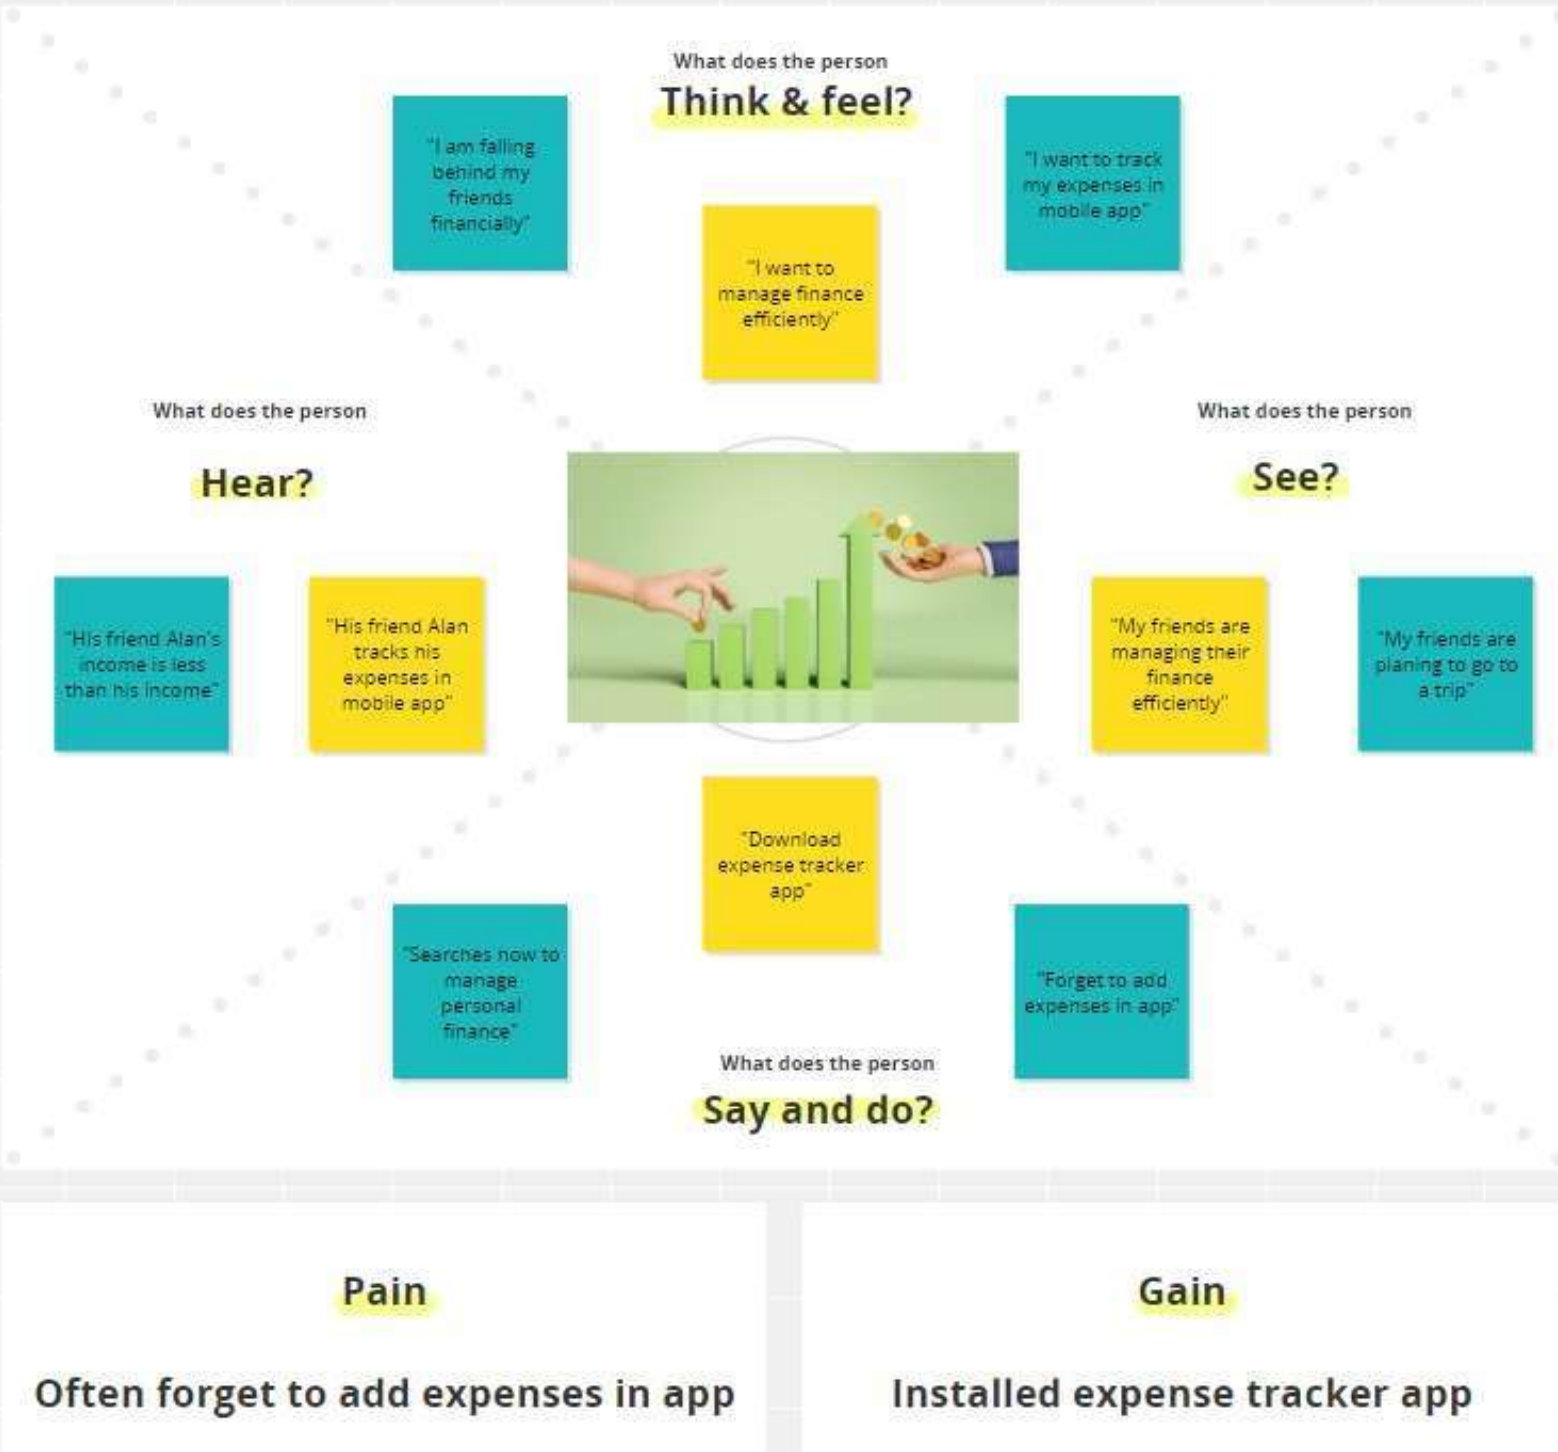 What does the person
Think & feel?
"I am falling
behind my
friends
financially"
"I want to track
my expenses in
mobile app"
"I want to
manage finance
efficiently"
What does the person
Hear?
What does the person
See?
"His friend Alan's
income is less
than his income"
"His friend Alan
tracks his
expenses in
mobile app"
"My friends are
managing their
finance
efficiently"
"My friends are
planing to go to
a trip"
"Download
expense tracker
app"
"Searches now to
manage
personal
finance"
"Forget to add
expenses in app"
What does the person
Say and do?
Pain
Often forget to add expenses in app
Gain
Installed expense tracker app